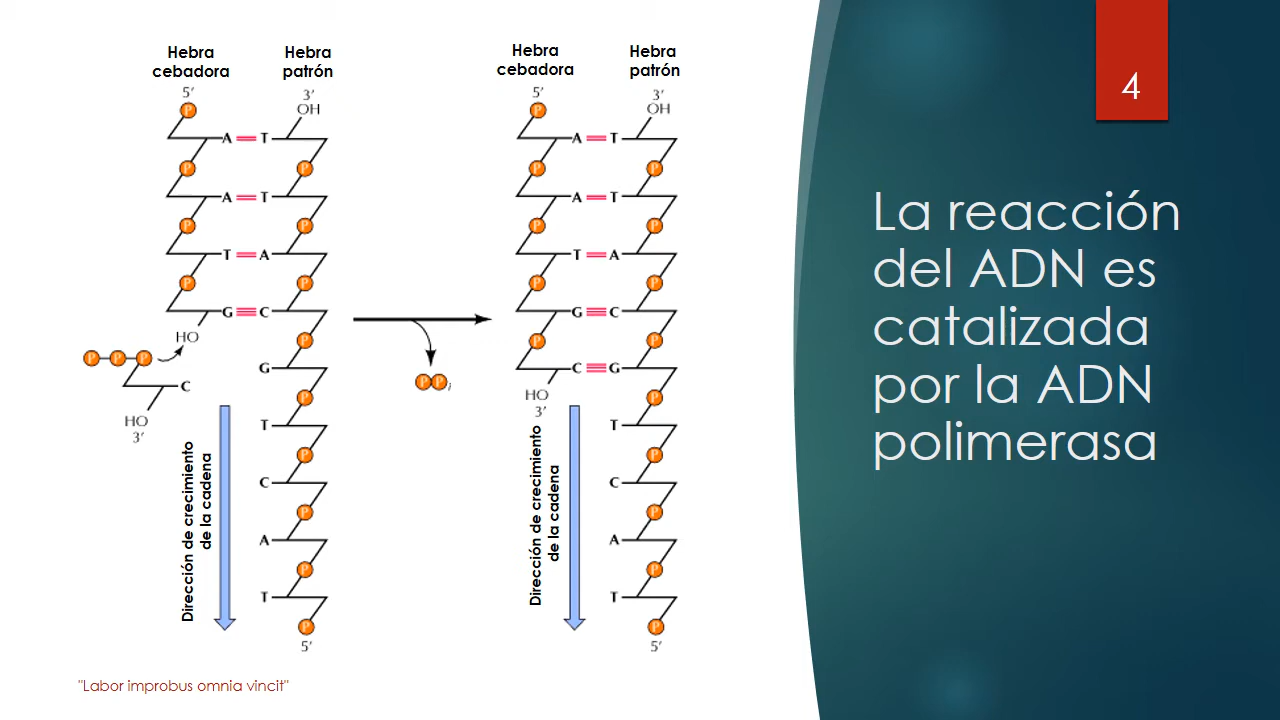 Hebra
cebadora
Hebra
patrón
5′
3′
P
OH
A
T
P
P
A
T
P
P
T
A
P
P
G
C
HO
P
P
P
P
C
HO
3′
G
P
T
P
C
P
A
P
T
P
5′
Dirección de crecimiento
de la cadena
PPi
Hebra
cebadora
Hebra
patrón
5′
3′
P
OH
A
T
P
P
A
T
P
P
T
A
P
P
G
C
P
P
C
G
HO
3′
P
T
P
C
P
A
P
T
P
5′
Dirección de crecimiento
de la cadena
4
La reacción
del ADN es
catalizada
por la ADN
polimerasa
"Labor improbus omnia vincit"